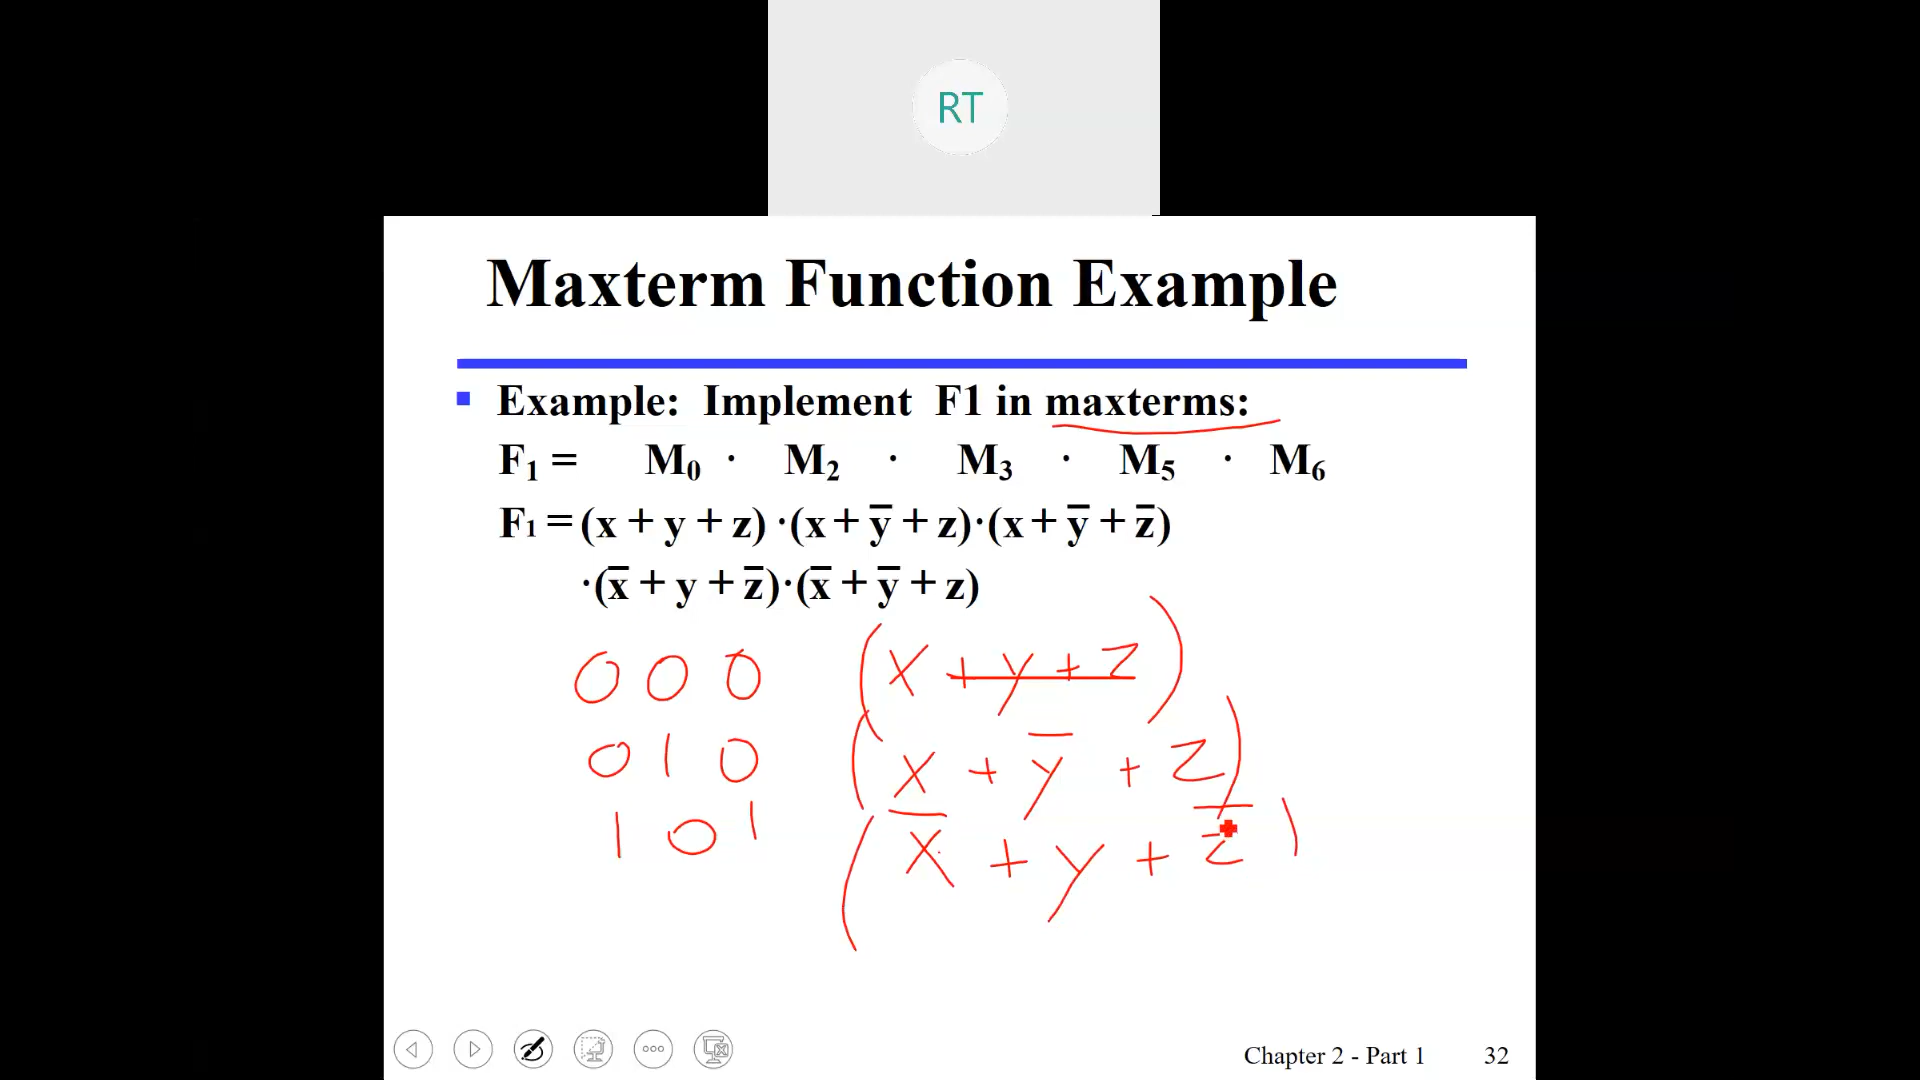 RT
Maxterm Function Example
▪ Example: Implement F1 in maxterms:
F₁ = M₀ · M₂ · M₃ · M₅ · M₆
F₁ = (x + y + z) ·(x + y̅ + z)·(x + y̅ + z̅)
·(x̅ + y + z̅)·(x̅ + y̅ + z)
0 0 0 (x + y + z)
0 1 0 (x + y̅ + z)
1 0 1 (x̅ + y + z̅)
Chapter 2 - Part 1 32